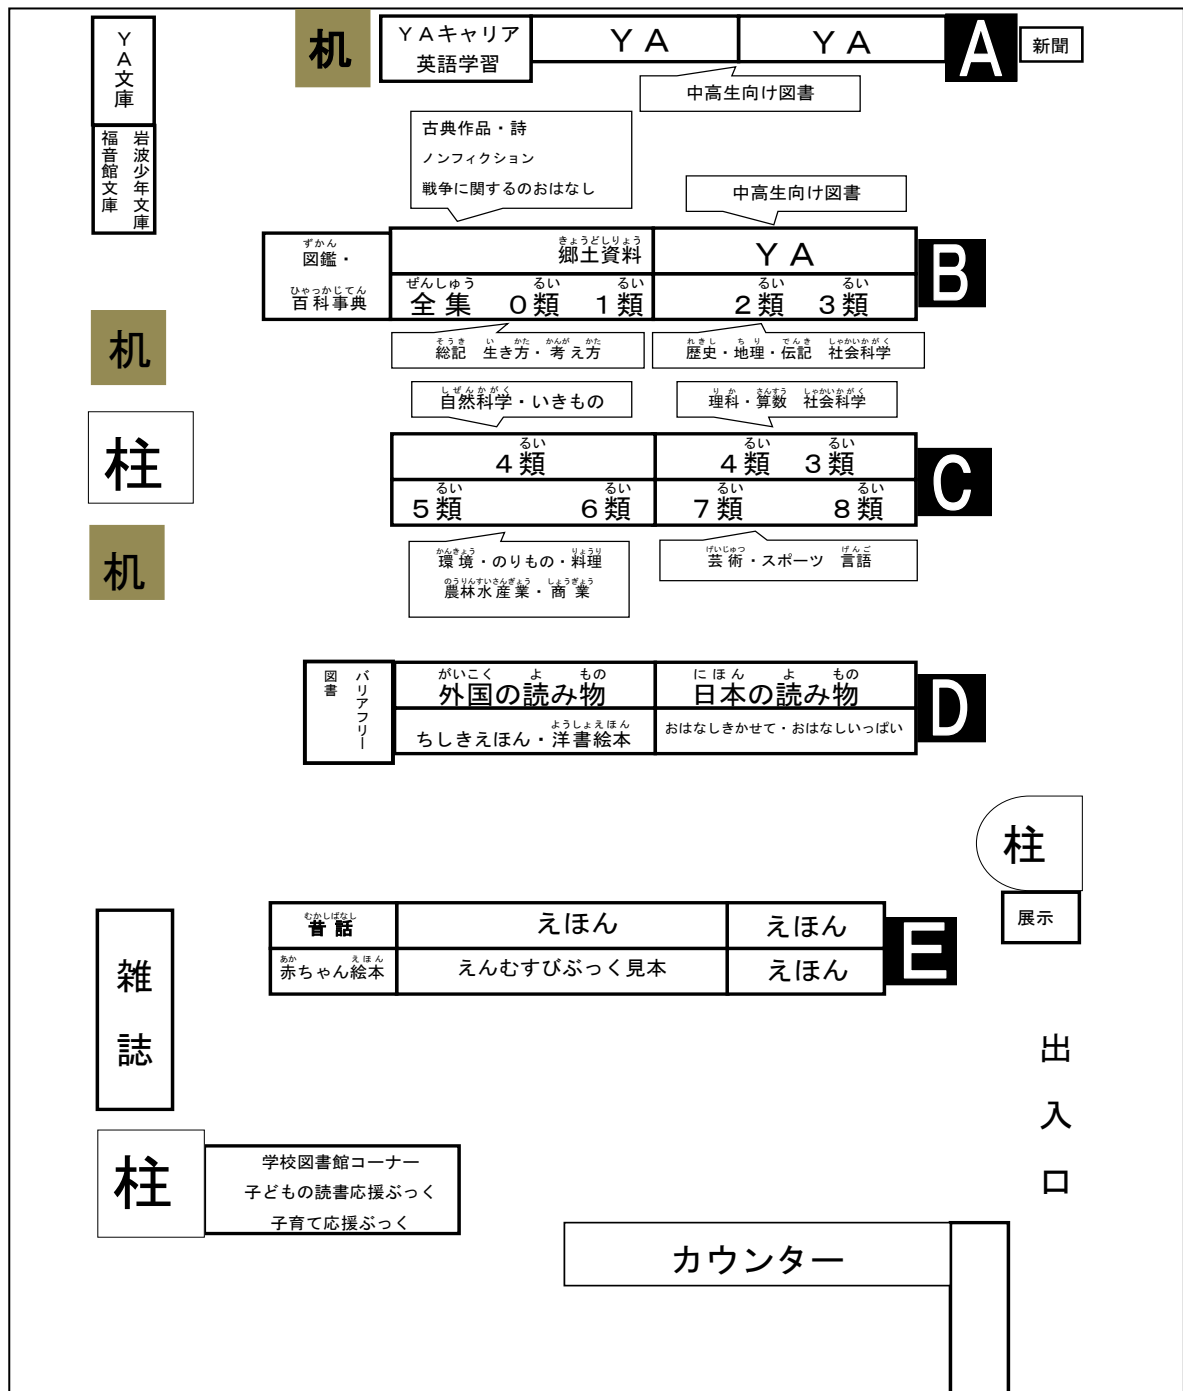 ＹＡ文庫
机
ＹＡキャリア
英語学習
ＹＡ
ＹＡ
A
新聞
中高生向け図書
岩波少年文庫
福音館文庫
古典作品・詩
ノンフィクション
戦争に関するのおはなし
中高生向け図書
ずかん
図鑑・
ひゃっかじてん
百科事典
きょうどしりょう
郷土資料
ＹＡ
B
ぜんしゅう るい るい
全集 ０類 １類
るい るい
２類 ３類
そうき い かた かんが かた
総記 生き方・考え方
れきし ちり でんき しゃかいかがく
歴史・地理・伝記 社会科学
机
しぜんかがく
自然科学・いきもの
りか さんすう しゃかいかがく
理科・算数 社会科学
柱
るい
４類
るい るい
４類 ３類
C
るい るい
５類 ６類
るい るい
７類 ８類
机
かんきょう りょうり
環境・のりもの・料理
のうりんすいさんぎょう しょうぎょう
農林水産業・商業
げいじゅつ げんご
芸術・スポーツ 言語
バリアフリー
図書
がいこく よ もの
外国の読み物
にほん よ もの
日本の読み物
D
ようしょえほん
ちしきえほん・洋書絵本
おはなしきかせて・おはなしいっぱい
柱
展示
むかしばなし
昔話
えほん
えほん
E
あか えほん
赤ちゃん絵本
えんむすびぶっく見本
えほん
雑誌
出入口
柱
学校図書館コーナー
子どもの読書応援ぶっく
子育て応援ぶっく
カウンター